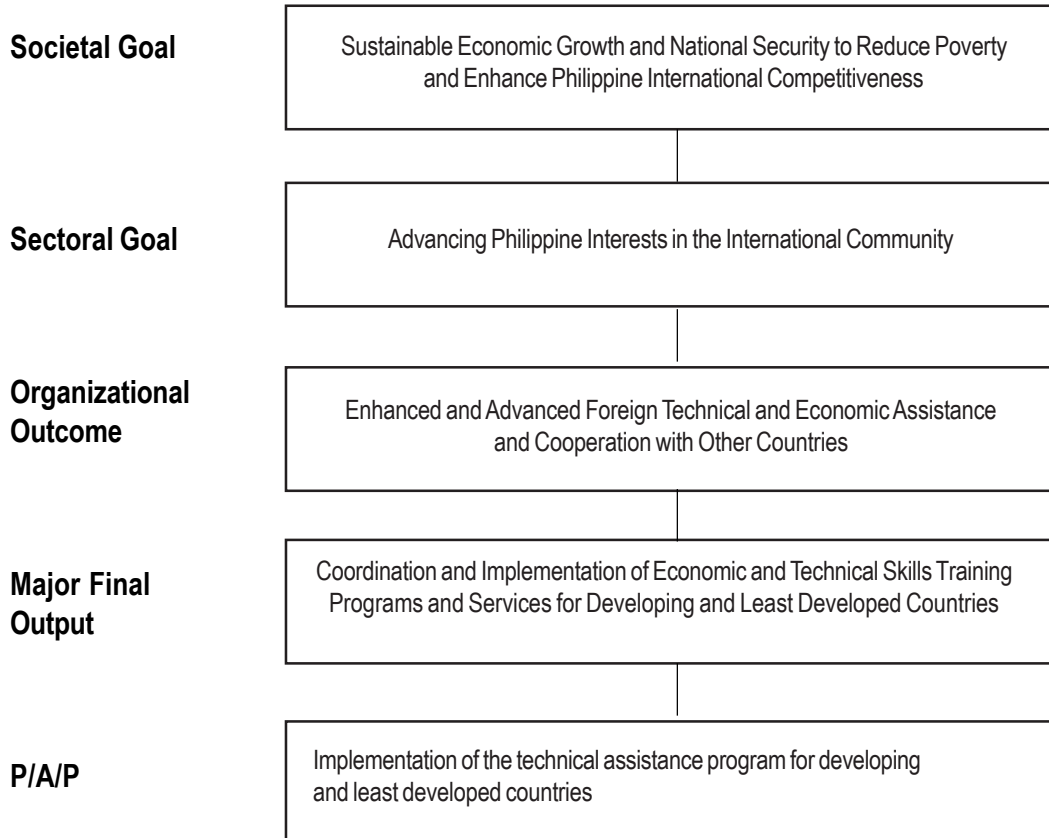 Societal Goal
Sustainable Economic Growth and National Security to Reduce Poverty
and Enhance Philippine International Competitiveness
Sectoral Goal
Advancing Philippine Interests in the International Community
Organizational
Outcome
Enhanced and Advanced Foreign Technical and Economic Assistance
and Cooperation with Other Countries
Major Final
Output
Coordination and Implementation of Economic and Technical Skills Training
Programs and Services for Developing and Least Developed Countries
P/A/P
Implementation of the technical assistance program for developing
and least developed countries